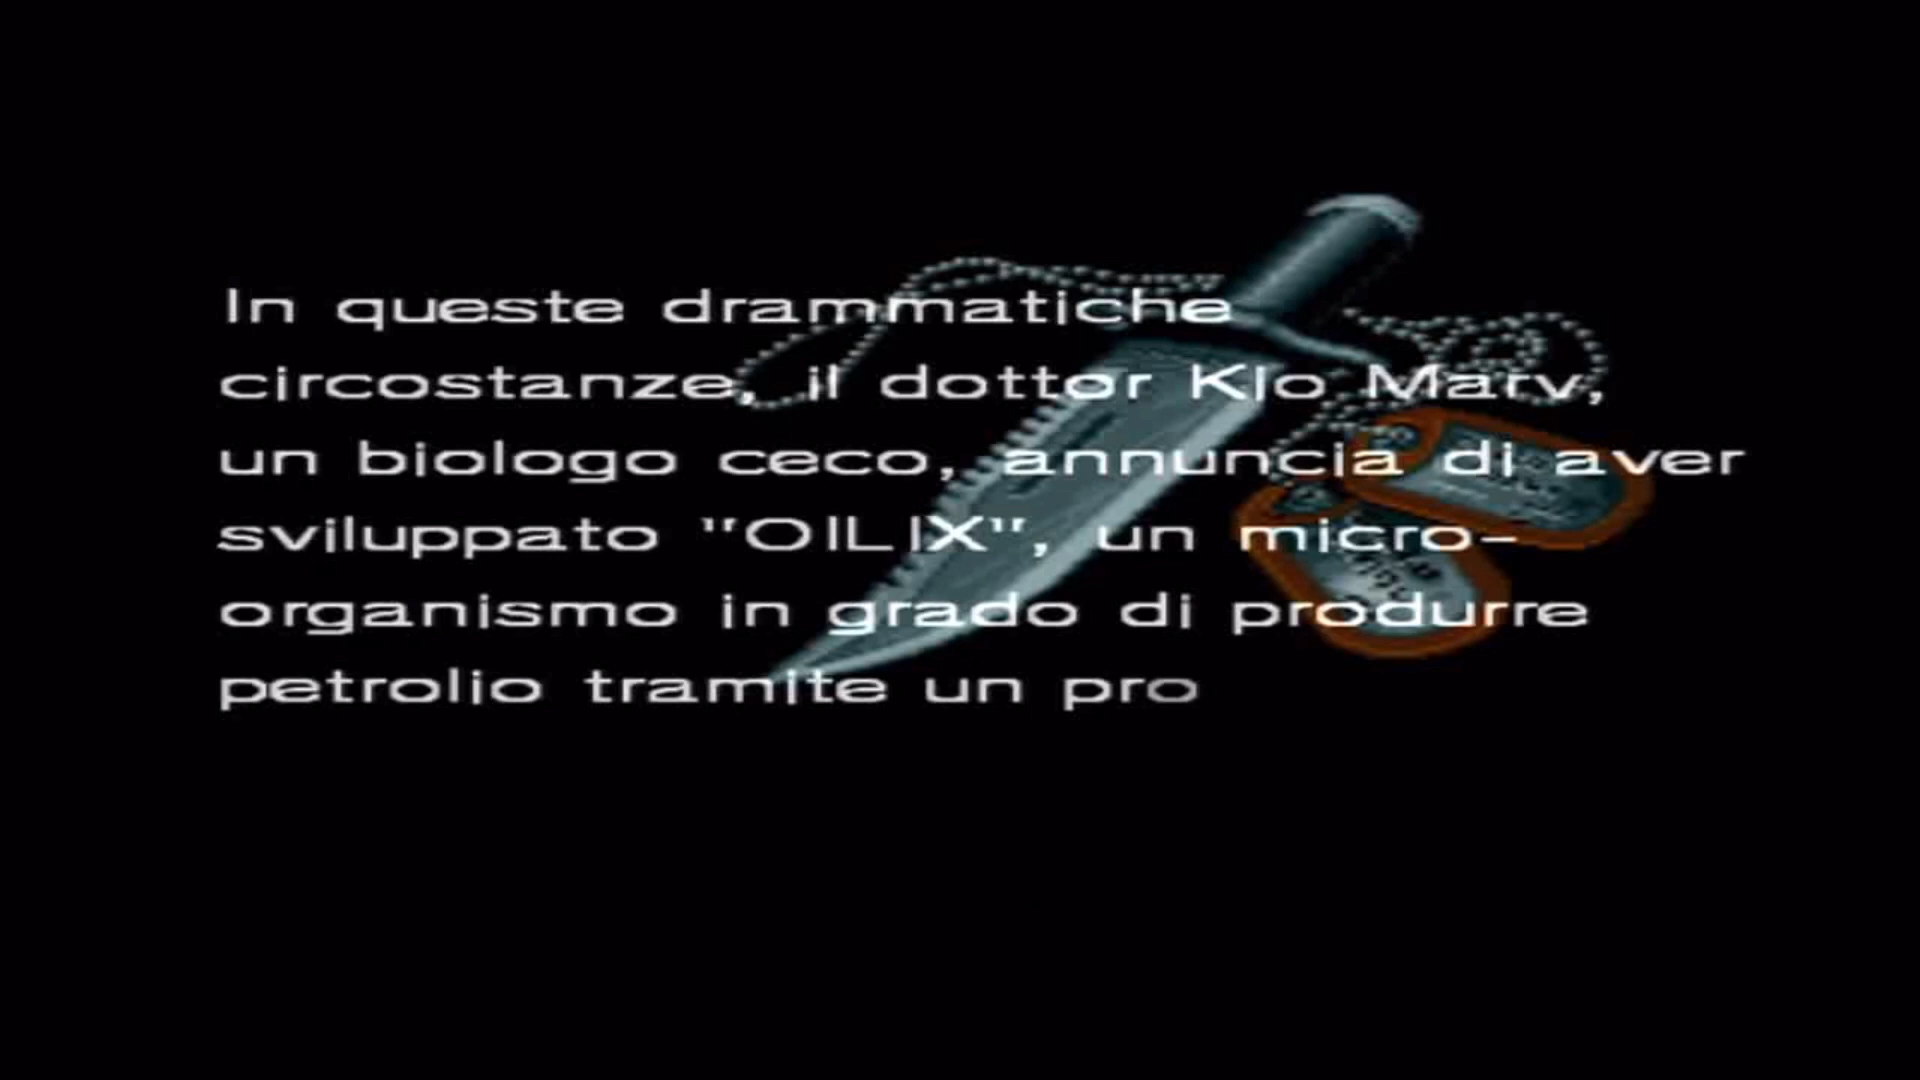 In queste drammatiche
circostanze, il dottor Kio Marv,
un biologo ceco, annuncia di aver
sviluppato "OILIX", un micro-
organismo in grado di produrre
petrolio tramite un pro